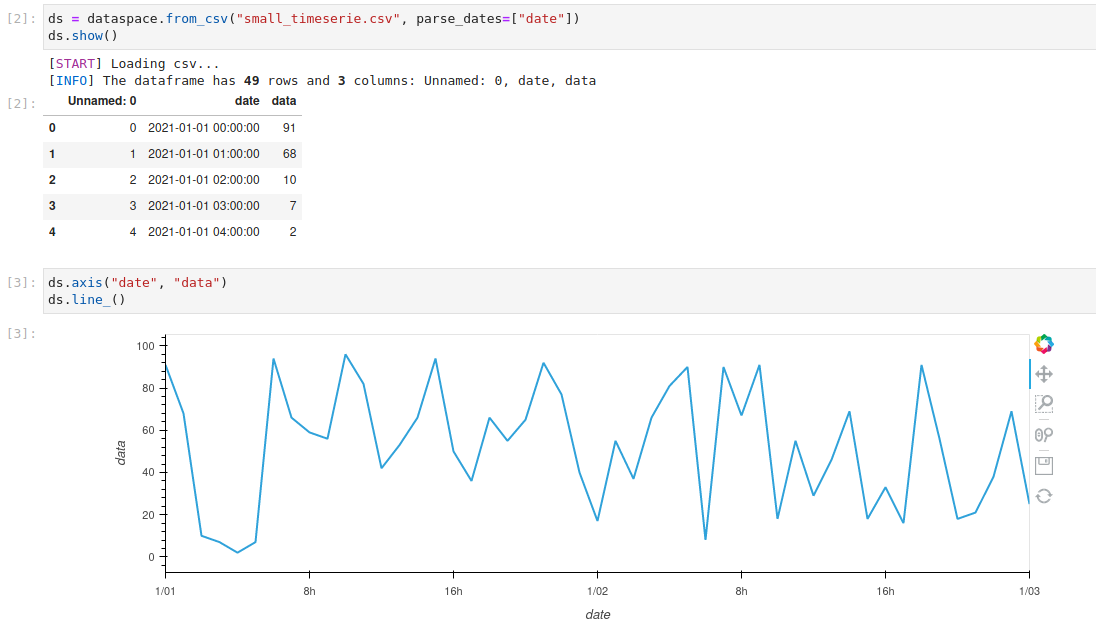 [2]: ds = dataspace.from_csv("small_timeserie.csv", parse_dates=["date"])
ds.show()
[START] Loading csv...
[INFO] The dataframe has 49 rows and 3 columns: Unnamed: 0, date, data
[2]: Unnamed: 0 date data
0 0 2021-01-01 00:00:00 91
1 1 2021-01-01 01:00:00 68
2 2 2021-01-01 02:00:00 10
3 3 2021-01-01 03:00:00 7
4 4 2021-01-01 04:00:00 2
[3]: ds.axis("date", "data")
ds.line_()
[3]:
100
80
60
40
20
0
data
1/01 8h 16h 1/02 8h 16h 1/03
date